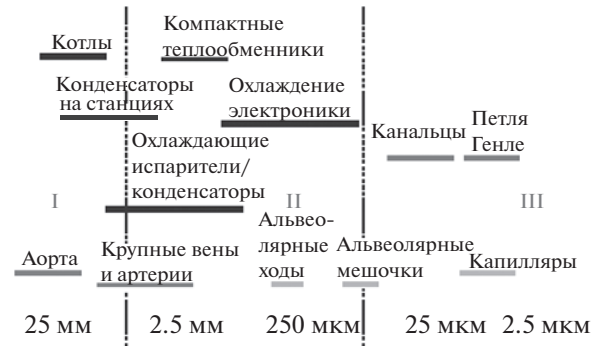 Котлы
Компактные
теплообменники
Конденсаторы
на станциях
Охлаждение
электроники
Канальцы
Петля
Генле
Охлаждающие
испарители/
конденсаторы
I
II
III
Аорта
Крупные вены
и артерии
Альвео-
лярные
ходы
Альвеолярные
мешочки
Капилляры
25 мм
2.5 мм
250 мкм
25 мкм
2.5 мкм